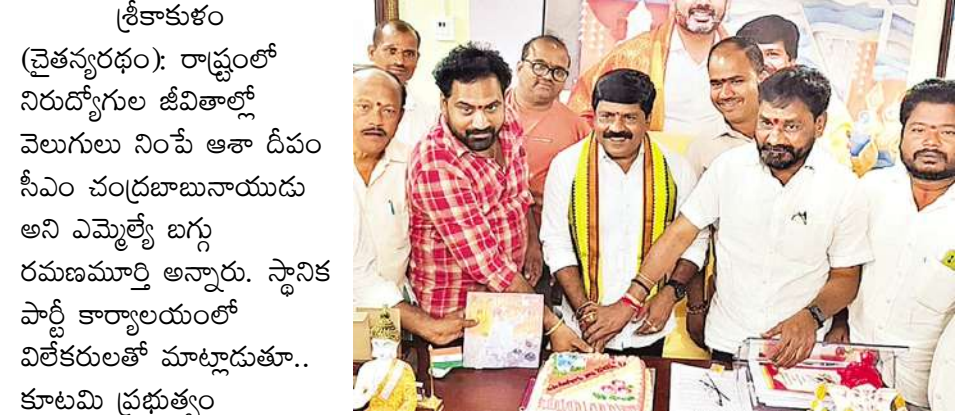 శ్రీకాకుళం
(చైతన్యరథం): రాష్ట్రంలో
నిరుద్యోగుల జీవితాల్లో
వెలుగులు నింపే ఆశా దీపం
సీఎం చంద్రబాబునాయుడు
అని ఎమ్మెల్యే బగ్గు
రమణమూర్తి అన్నారు. స్థానిక
పార్టీ కార్యాలయంలో
విలేకరులతో మాట్లాడుతూ..
కూటమి ప్రభుత్వం